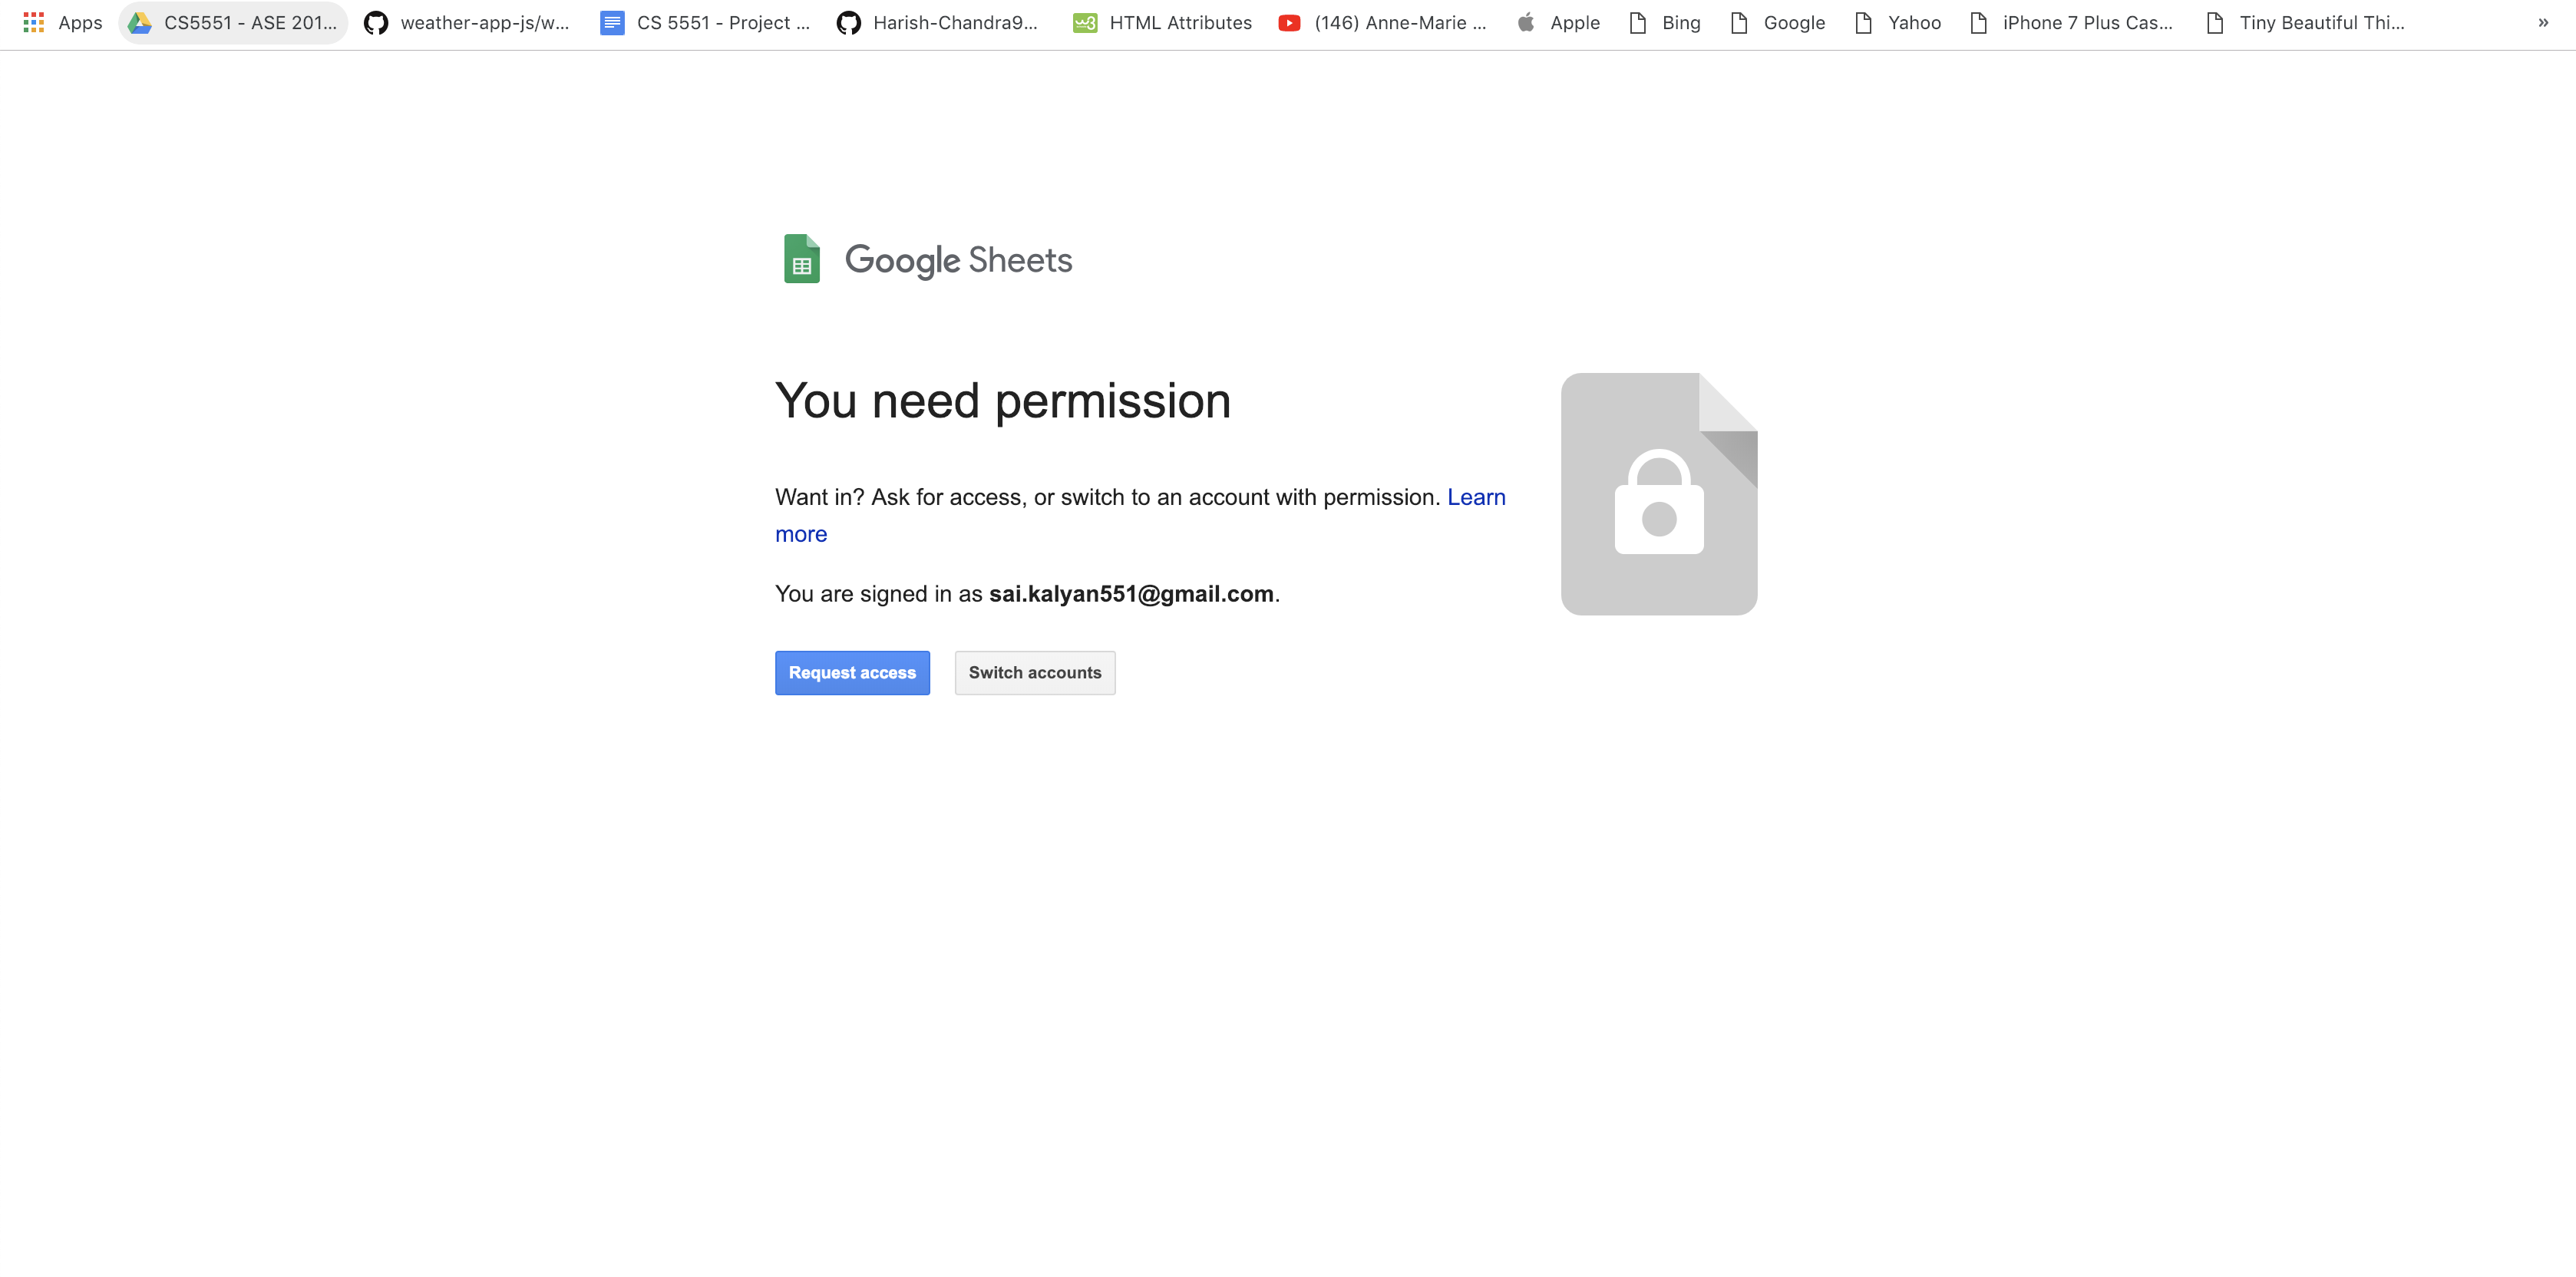 Apps CS5551 - ASE 201... weather-app-js/w... CS 5551 - Project ... Harish-Chandra9... HTML Attributes (146) Anne-Marie ... Apple Bing Google Yahoo iPhone 7 Plus Cas... Tiny Beautiful Thi... »
Google Sheets
You need permission
Want in? Ask for access, or switch to an account with permission. Learn
more
You are signed in as sai.kalyan551@gmail.com.
Request access Switch accounts